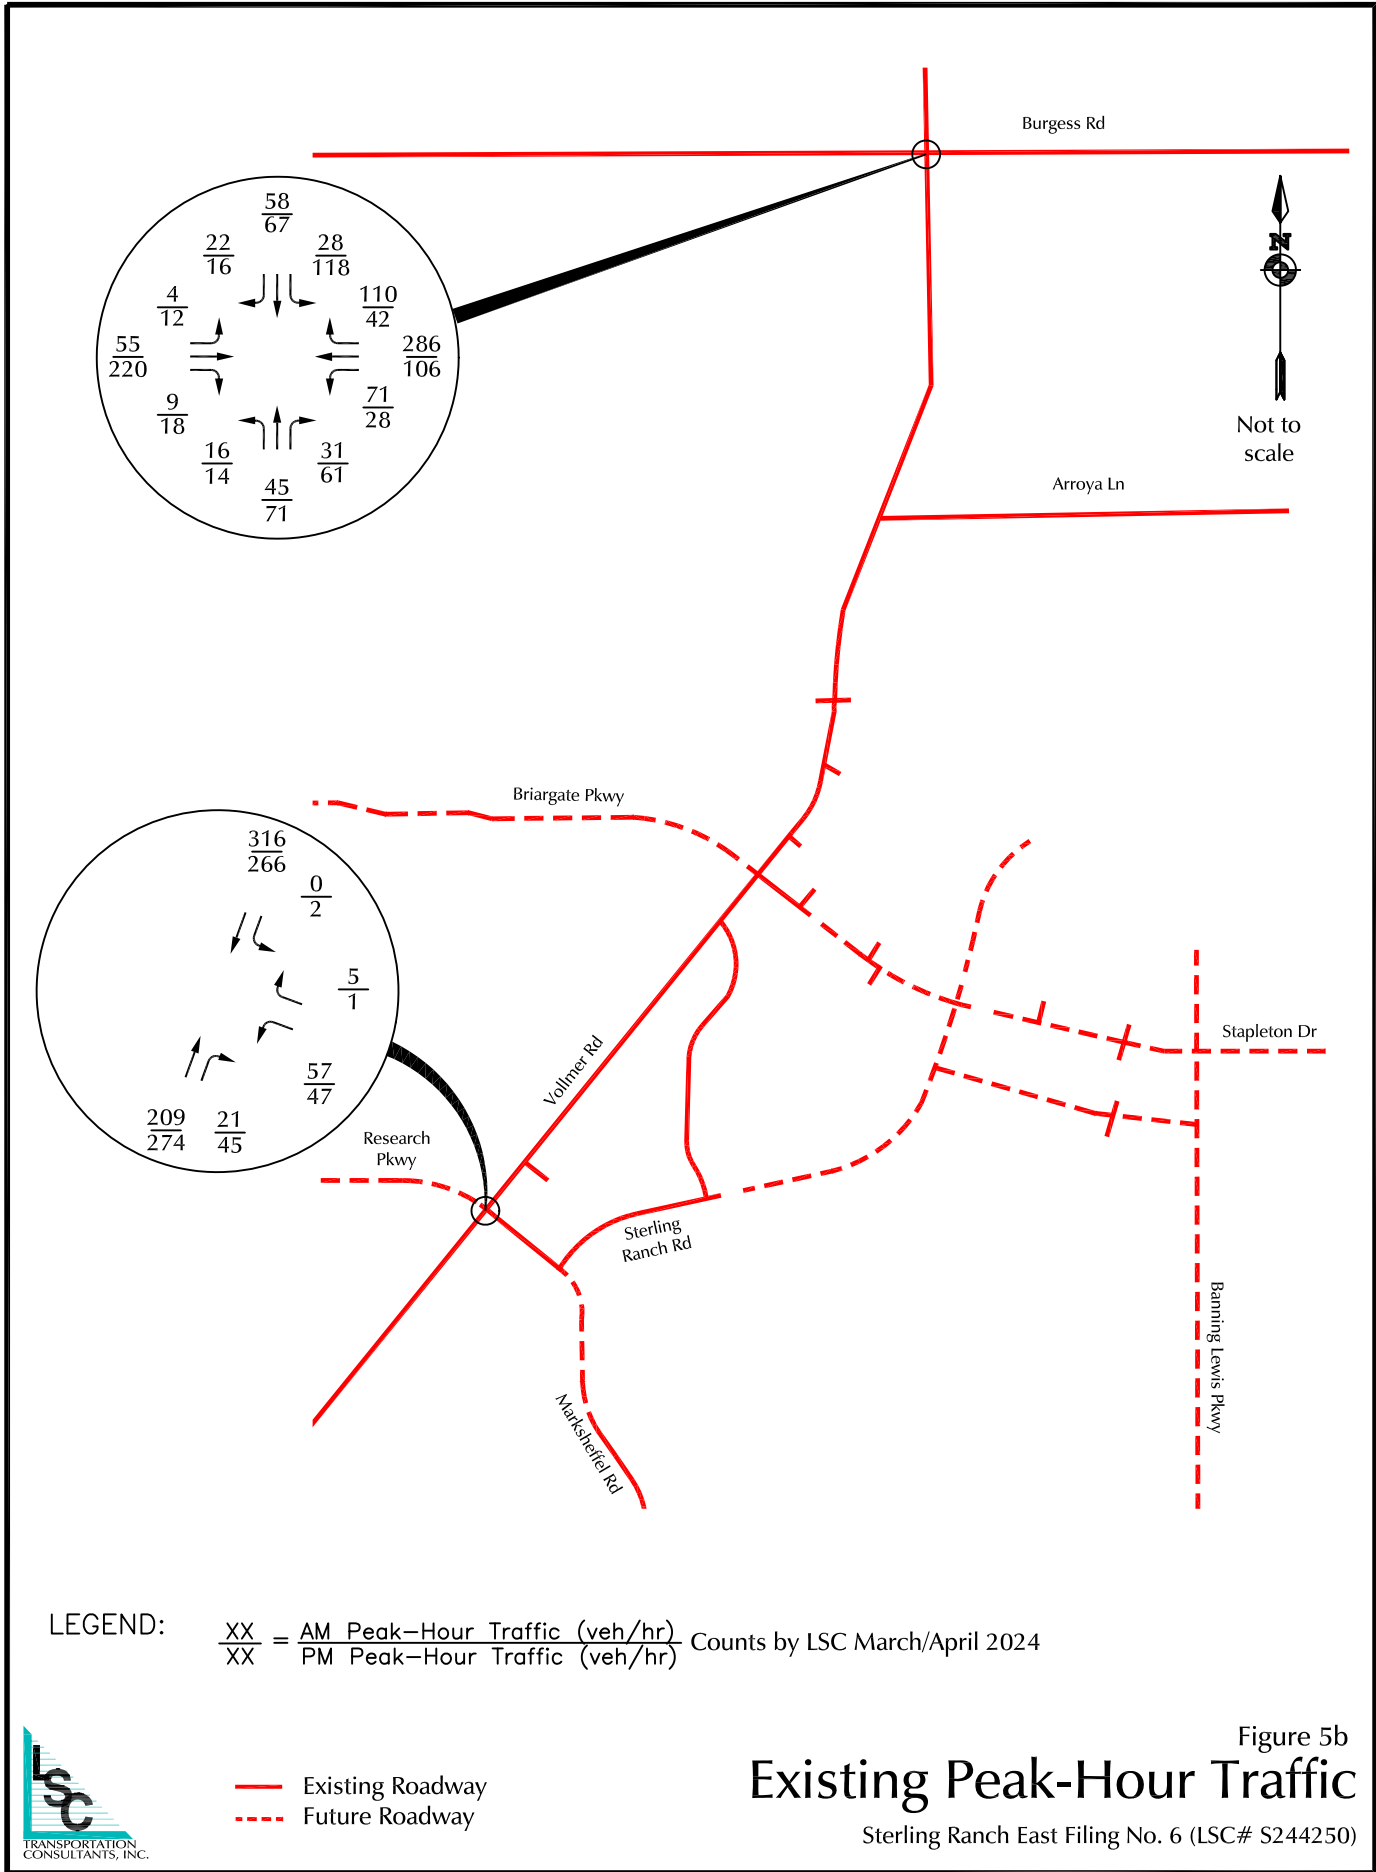 Burgess Rd
58
67
22
16
28
118
4
12
110
42
55
220
286
106
9
18
71
28
16
14
31
61
45
71
N
Not to
scale
Arroya Ln
Briargate Pkwy
316
266
0
2
5
1
57
47
209
274
21
45
Stapleton Dr
Vollmer Rd
Research
Pkwy
Sterling
Ranch Rd
Banning Lewis Pkwy
Marksheffel Rd
LEGEND:
XX = AM Peak-Hour Traffic (veh/hr)
XX PM Peak-Hour Traffic (veh/hr)
Counts by LSC March/April 2024
Figure 5b
Existing Peak-Hour Traffic
Sterling Ranch East Filing No. 6 (LSC# S244250)
Existing Roadway
Future Roadway
LSC
TRANSPORTATION
CONSULTANTS, INC.